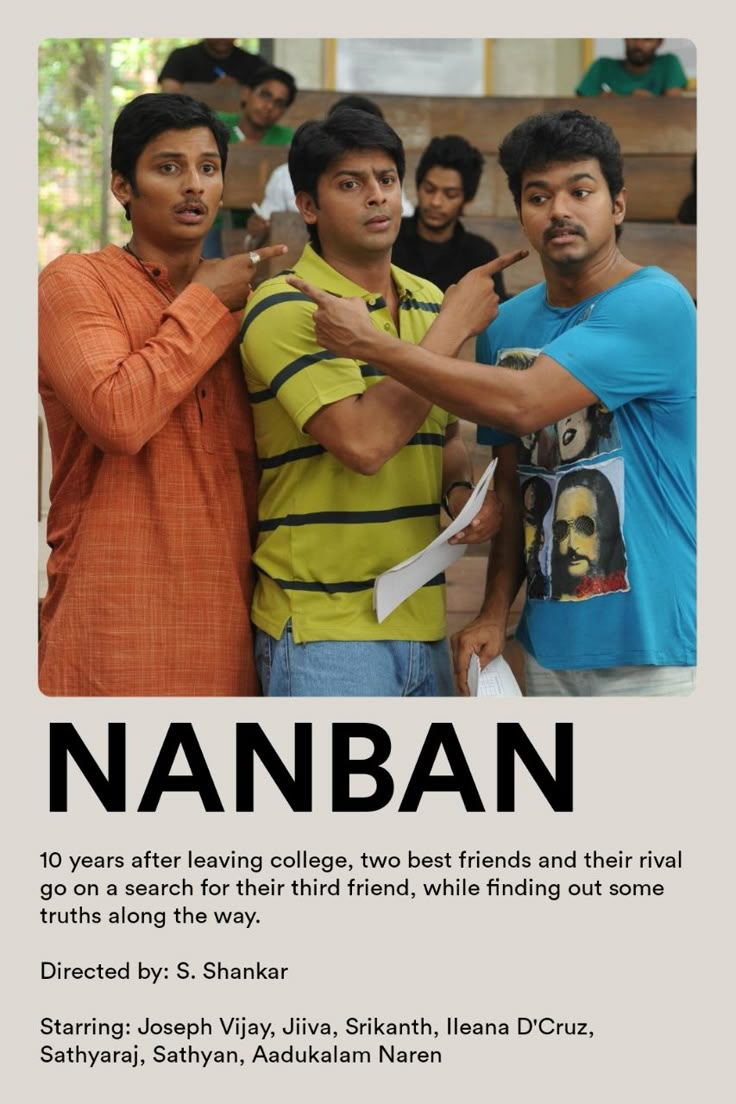 NANBAN
10 years after leaving college, two best friends and their rival
go on a search for their third friend, while finding out some
truths along the way.
Directed by: S. Shankar
Starring: Joseph Vijay, Jiiva, Srikanth, Ileana D'Cruz,
Sathyaraj, Sathyan, Aadukalam Naren